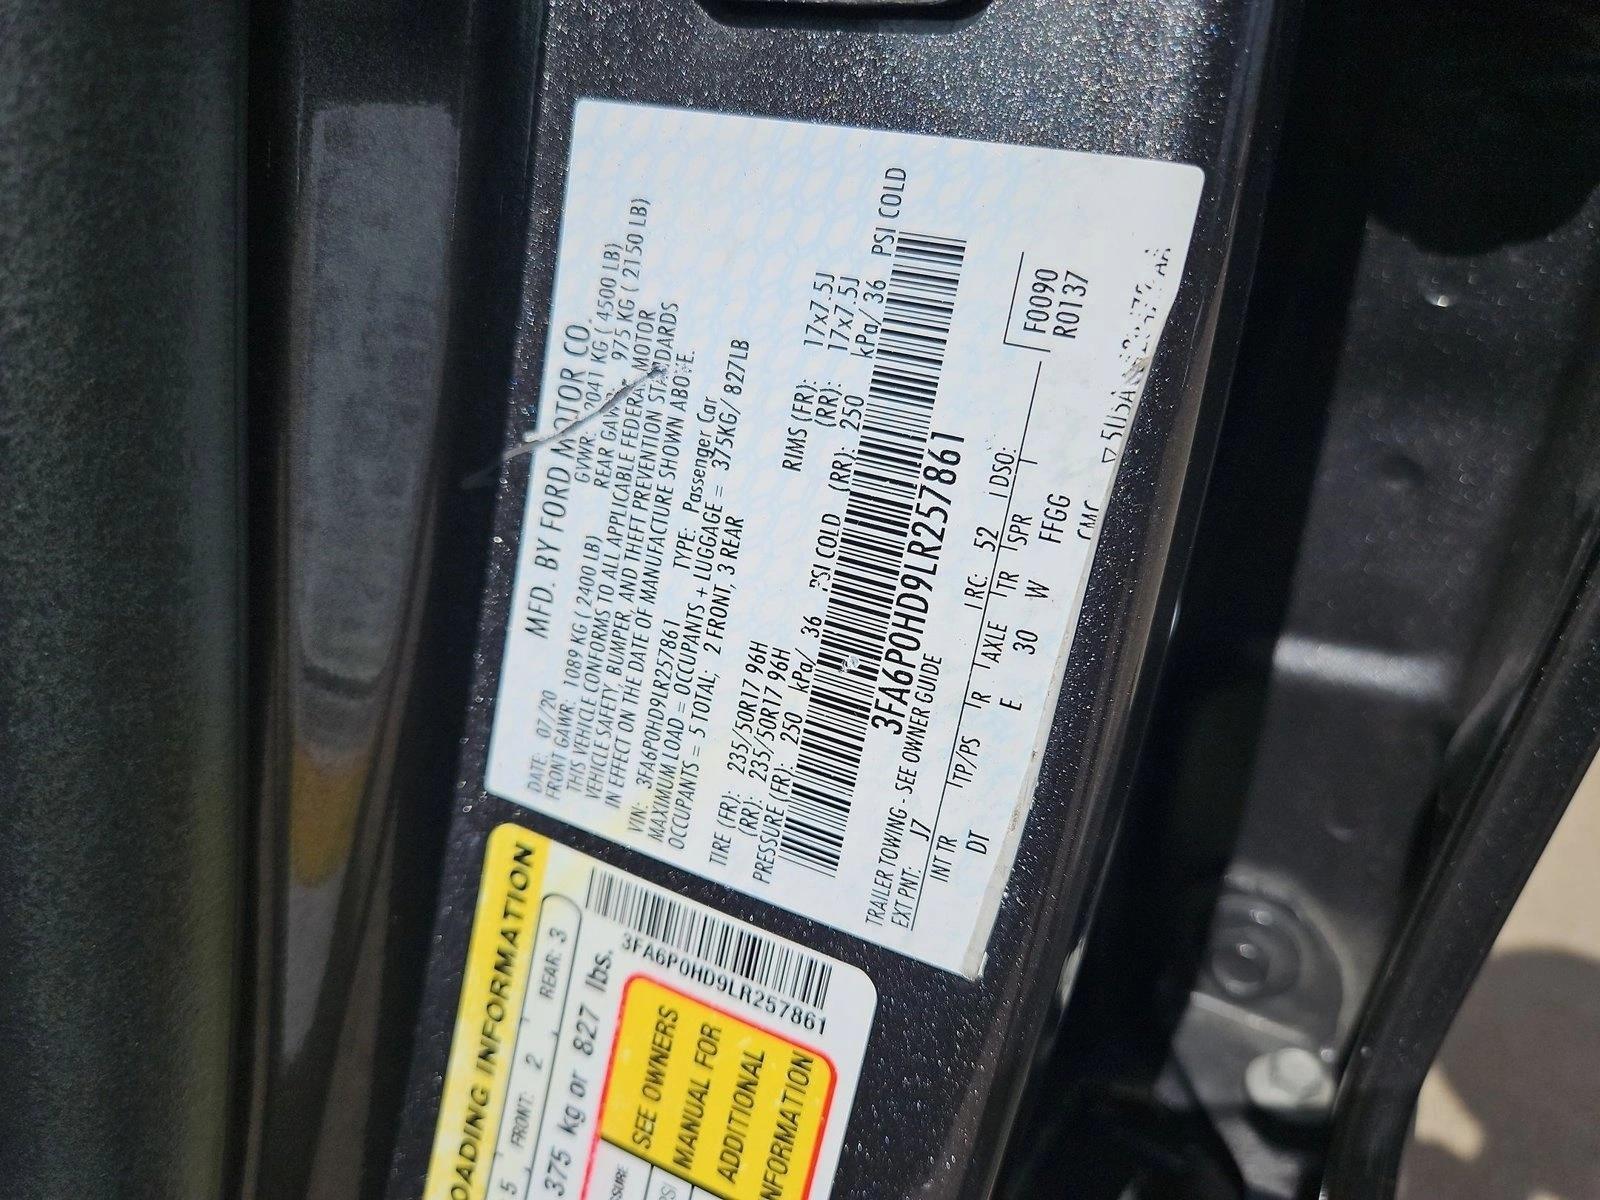 MFD. BY FORD MOTOR CO.
DATE: 07/20 GVWR: 2041 KG ( 4500 LB)
FRONT GAWR: 1089 KG ( 2400 LB) REAR GAWR: 975 KG ( 2150 LB)
THIS VEHICLE CONFORMS TO ALL APPLICABLE FEDERAL MOTOR
VEHICLE SAFETY, BUMPER, AND THEFT PREVENTION STANDARDS
IN EFFECT ON THE DATE OF MANUFACTURE SHOWN ABOVE.
VIN: 3FA6P0HD9LR257861 TYPE: Passenger Car
MAXIMUM LOAD = OCCUPANTS + LUGGAGE = 375KG/ 827LB
OCCUPANTS = 5 TOTAL; 2 FRONT, 3 REAR
TIRE (FR): 235/50R17 96H RIMS (FR): 17x7.5J
(RR): 235/50R17 96H (RR): 17x7.5J
PRESSURE (FR): 250 kPa/ 36 PSI COLD (RR): 250 kPa/ 36 PSI COLD
3FA6P0HD9LR257861
TRAILER TOWING - SEE OWNER GUIDE
EXT PNT: J7 RC: 52 DSO: F0090
R0137
INT TR TP/PS R AXLE TR SPR
DT E 30 W FFGG
LOADING INFORMATION
5 FRONT: 2 REAR: 3
375 kg or 827 lbs.
3FA6P0HD9LR257861
SEE OWNERS
MANUAL FOR
ADDITIONAL
INFORMATION